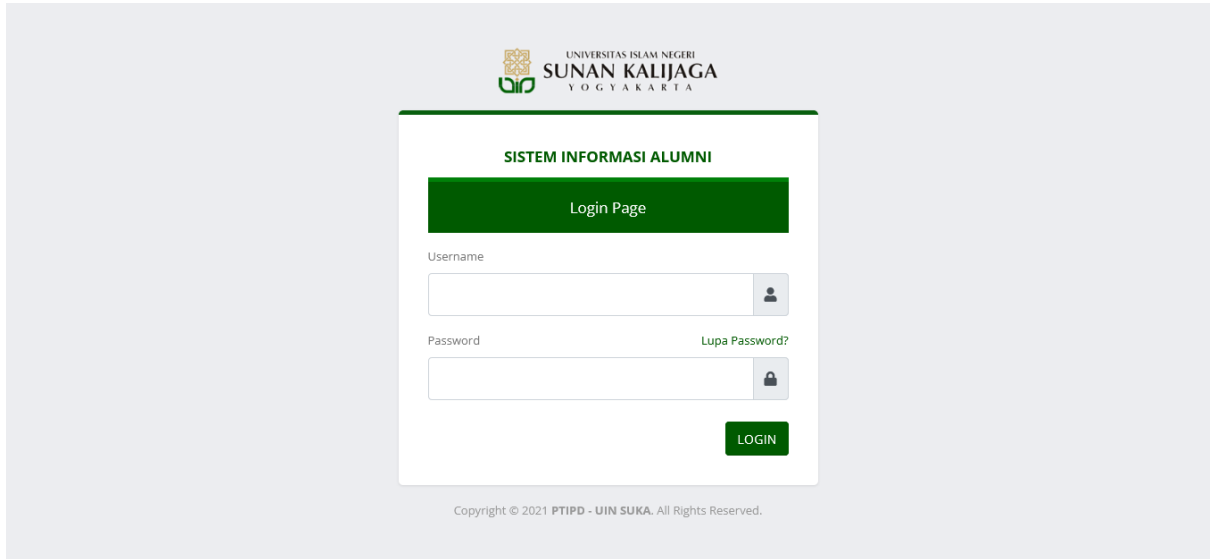 UNIVERSITAS ISLAM NEGERI
SUNAN KALIJAGA
YOGYAKARTA
SISTEM INFORMASI ALUMNI
Login Page
Username
Password
Lupa Password?
LOGIN
Copyright © 2021 PTIPD - UIN SUKA. All Rights Reserved.